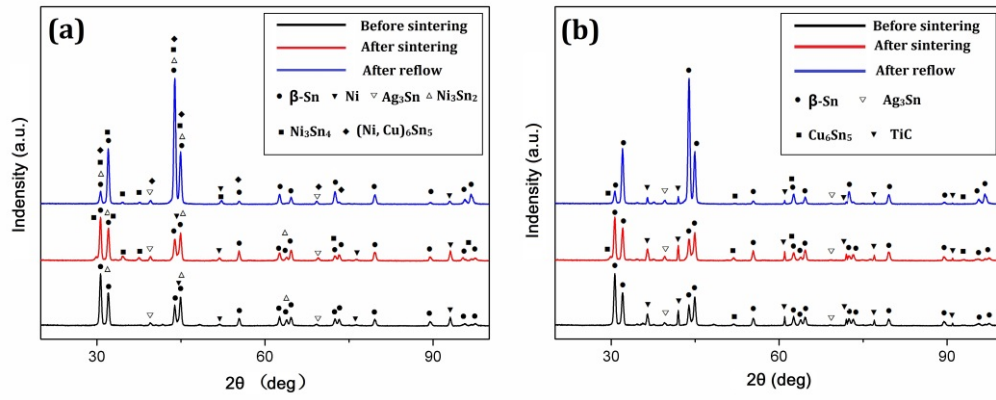 (a)
Before sintering
After sintering
After reflow
β-Sn Ni Ag₃Sn Ni₃Sn₂
Ni₃Sn₄ (Ni, Cu)₆Sn₅
Indensity (a.u.)
30 60 90
2θ （deg）
(b)
Before sintering
After sintering
After reflow
β-Sn Ag₃Sn
Cu₆Sn₅ TiC
Indensity (a.u.)
30 60 90
2θ (deg)